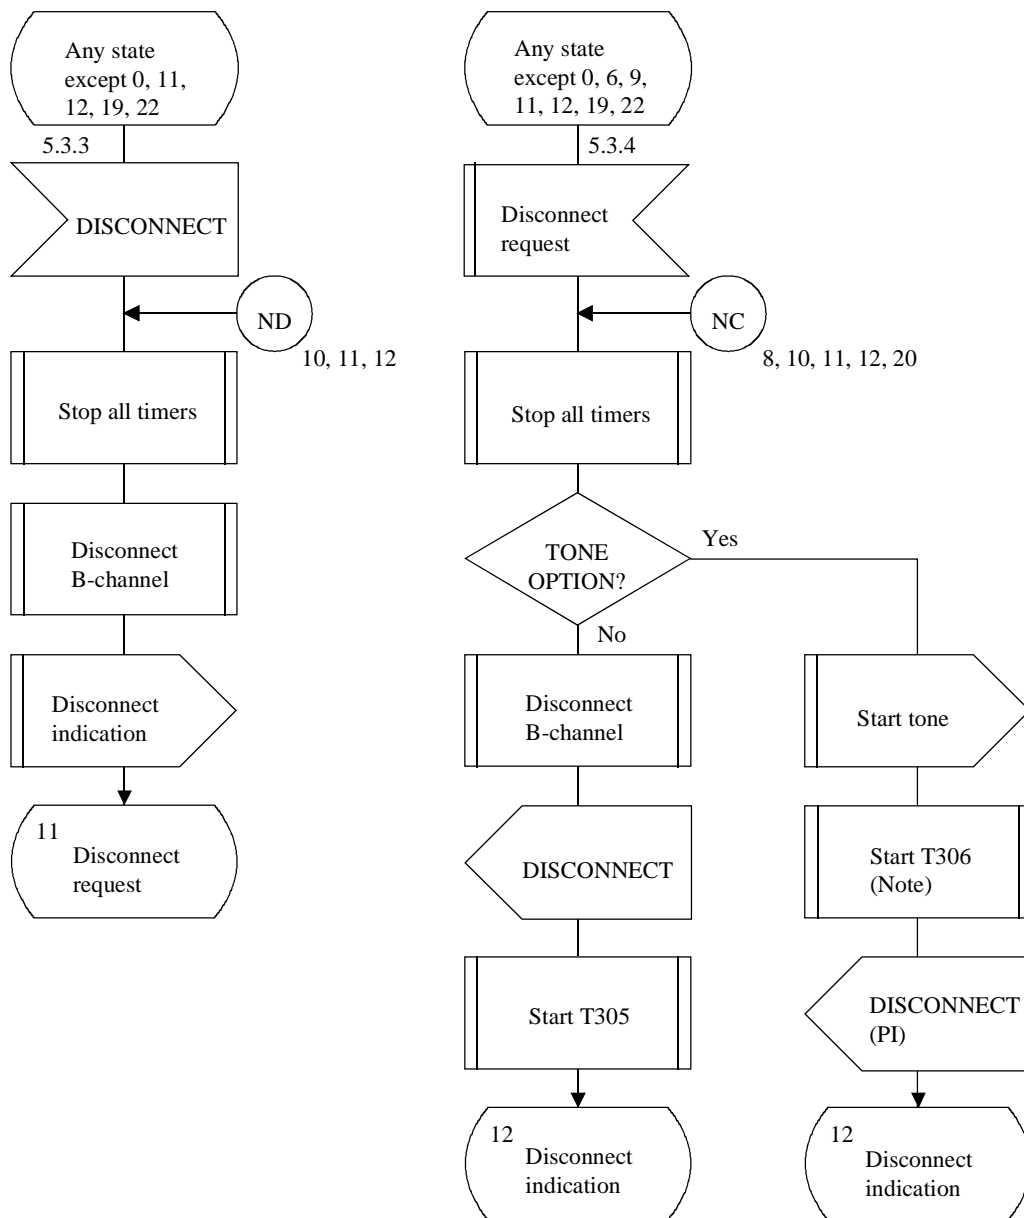 Any state
except 0, 11,
12, 19, 22
5.3.3
DISCONNECT
ND
10, 11, 12
Stop all timers
Disconnect
B-channel
Disconnect
indication
11
Disconnect
request
Any state
except 0, 6, 9,
11, 12, 19, 22
5.3.4
Disconnect
request
NC
8, 10, 11, 12, 20
Stop all timers
TONE
OPTION?
Yes
No
Disconnect
B-channel
DISCONNECT
Start T305
12
Disconnect
indication
Start tone
Start T306
(Note)
DISCONNECT
(PI)
12
Disconnect
indication